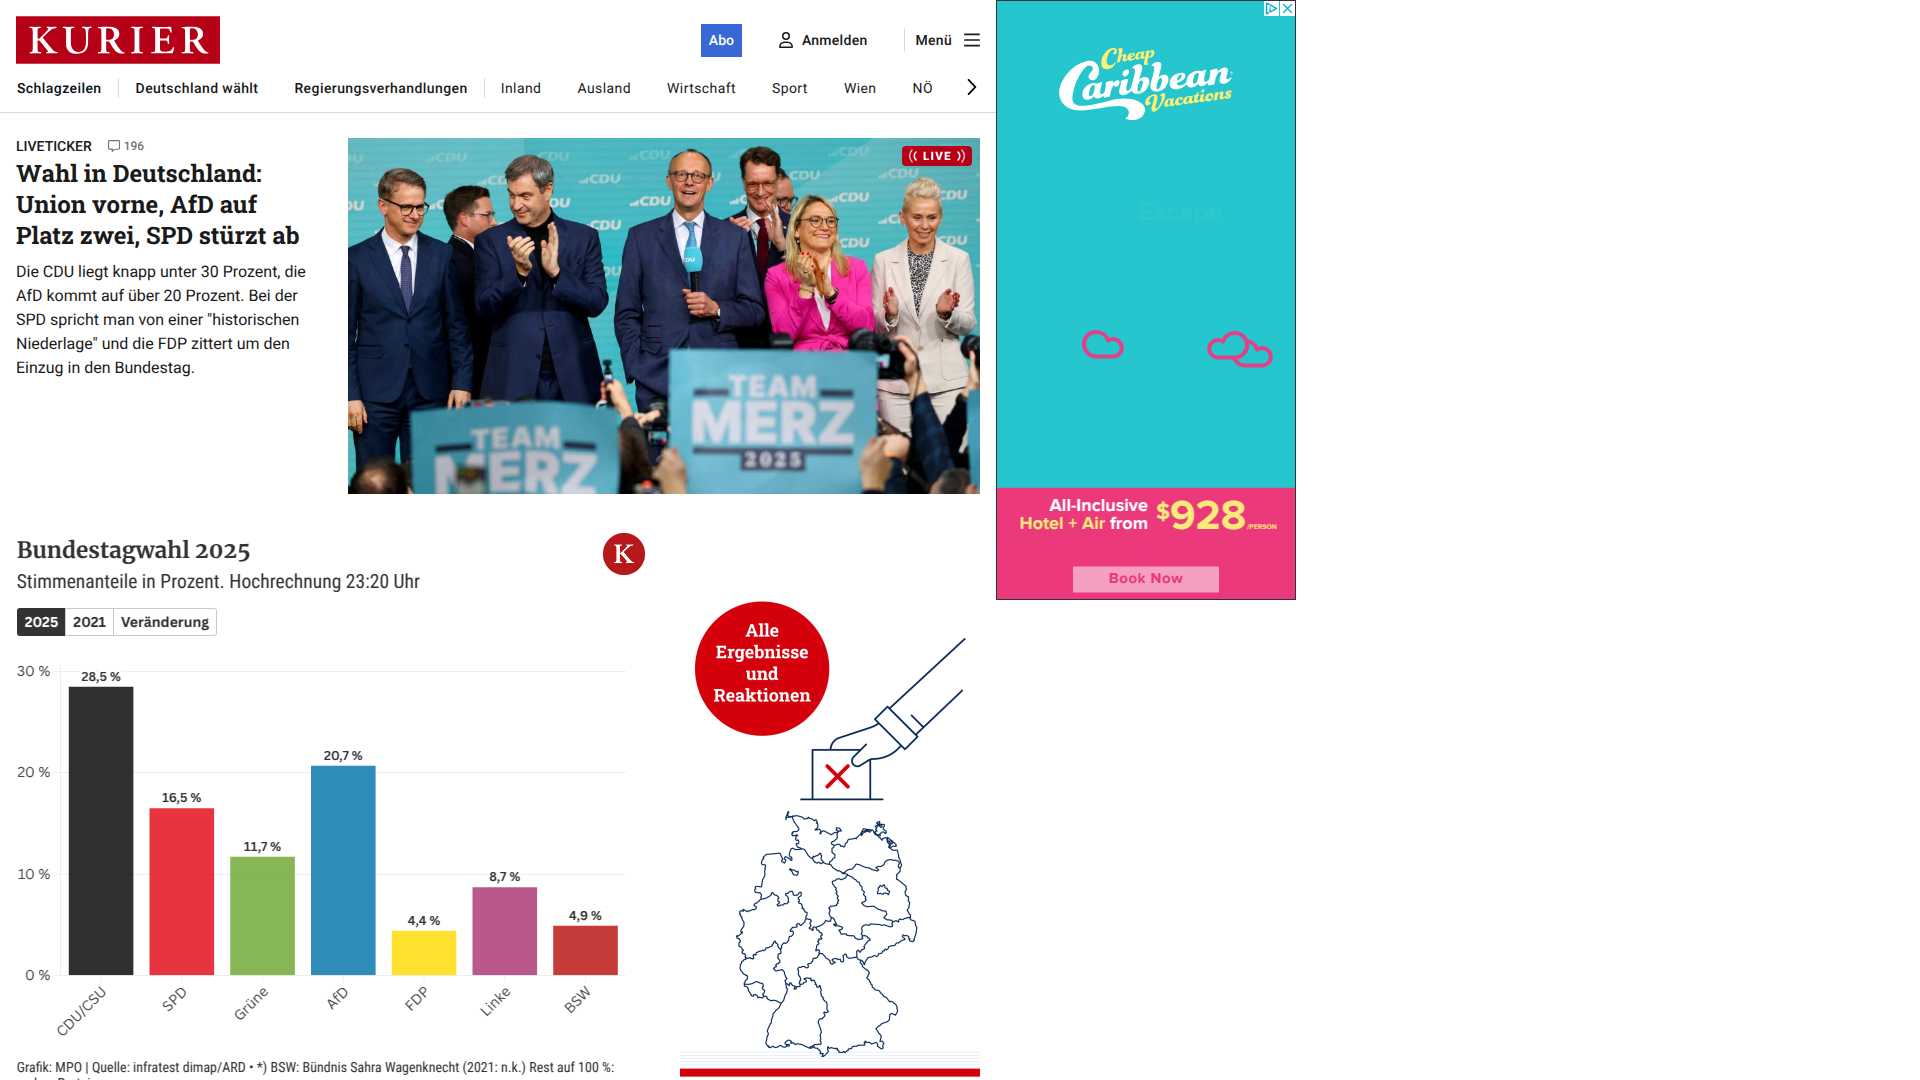 KURIER
Abo
Anmelden
Menü
Schlagzeilen
Deutschland wählt
Regierungsverhandlungen
Inland
Ausland
Wirtschaft
Sport
Wien
NÖ
LIVETICKER 196
Wahl in Deutschland:
Union vorne, AfD auf
Platz zwei, SPD stürzt ab
Die CDU liegt knapp unter 30 Prozent, die
AfD kommt auf über 20 Prozent. Bei der
SPD spricht man von einer "historischen
Niederlage" und die FDP zittert um den
Einzug in den Bundestag.
LIVE
CDU
TEAM
MERZ
TEAM
MERZ
2025
Cheap
Caribbean
Vacations
Escape
All-Inclusive
Hotel + Air from
$928
/PERSON
Book Now
Bundestagwahl 2025
K
Stimmenanteile in Prozent. Hochrechnung 23:20 Uhr
2025 2021 Veränderung
30 %
20 %
10 %
0 %
28,5 %
16,5 %
11,7 %
20,7 %
4,4 %
8,7 %
4,9 %
CDU/CSU
SPD
Grüne
AfD
FDP
Linke
BSW
Grafik: MPO | Quelle: infratest dimap/ARD • *) BSW: Bündnis Sahra Wagenknecht (2021: n.k.) Rest auf 100 %:
Alle
Ergebnisse
und
Reaktionen